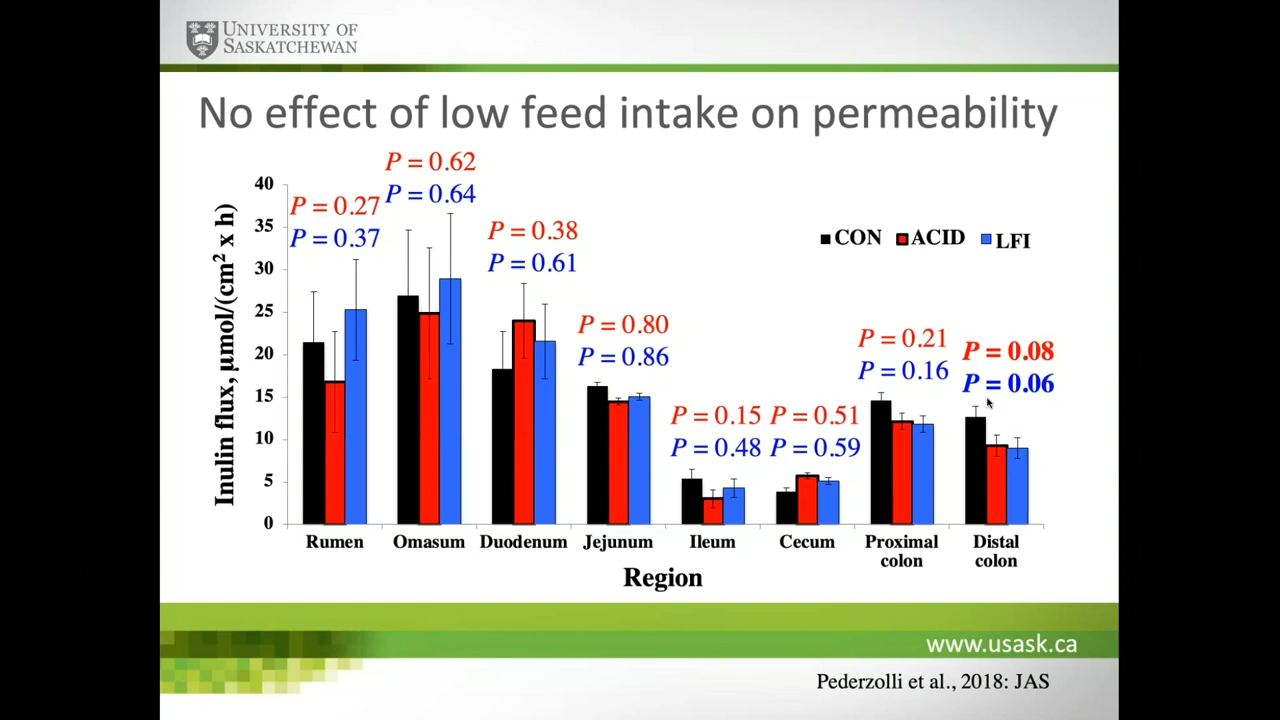 UNIVERSITY OF
SASKATCHEWAN
No effect of low feed intake on permeability
P = 0.62
P = 0.64
P = 0.27
P = 0.37
P = 0.38
P = 0.61
P = 0.80
P = 0.86
P = 0.15
P = 0.48
P = 0.51
P = 0.59
P = 0.21
P = 0.16
P = 0.08
P = 0.06
CON ACID LFI
Inulin flux, µmol/(cm² x h)
40
35
30
25
20
15
10
5
0
Rumen Omasum Duodenum Jejunum Ileum Cecum Proximal colon Distal colon
Region
www.usask.ca
Pederzolli et al., 2018: JAS